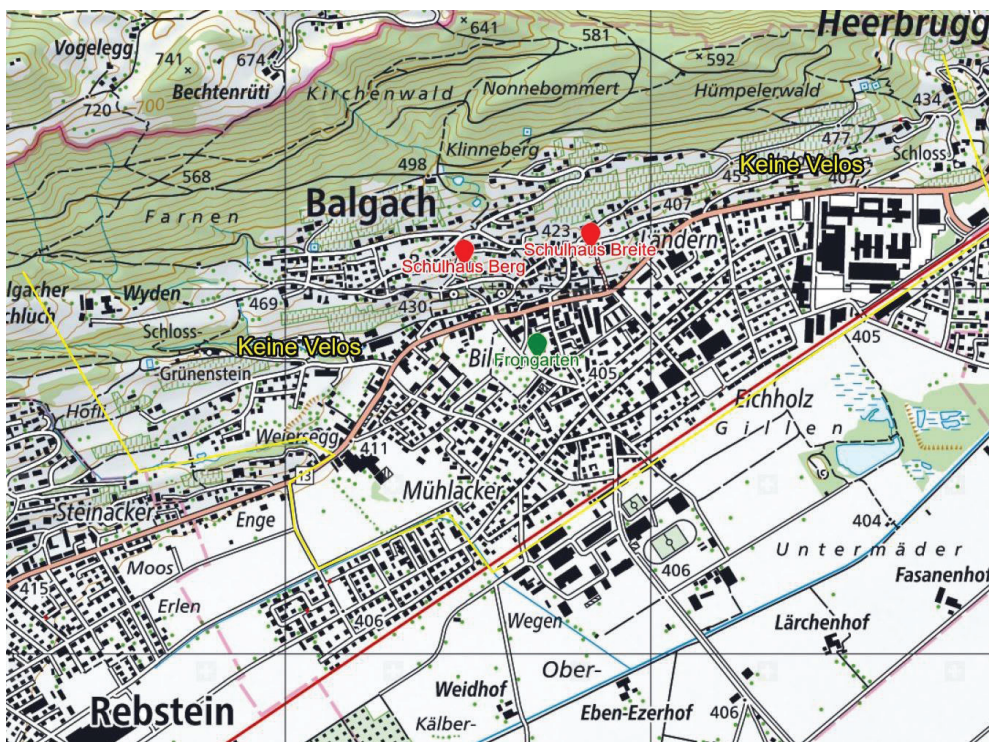 Heerbrugg
641
581
592
Vogelegg
741
674
Bechtenrüti
720
700
Kirchenwald
Nonnebommert
Hümpelerwald
434
477
498
Klinneberg
Keine Velos
Schloss
407
568
Balgach
Farnen
407
423
Schulhaus Breite
Schulhaus Berg
Wyden
469
430
Schloss-
Keine Velos
Grünenstein
Frongarten
405
405
Höfli
Eichholz
Gillen
Weieregg
411
13
Mühlacker
Steinacker
Enge
404
Moos
406
Untermäder
415
Erlen
Fasanenhof
406
Wegen
Lärchenhof
Ober-
Weidhof
Rebstein
Eben-Ezerhof
406
Kälber-